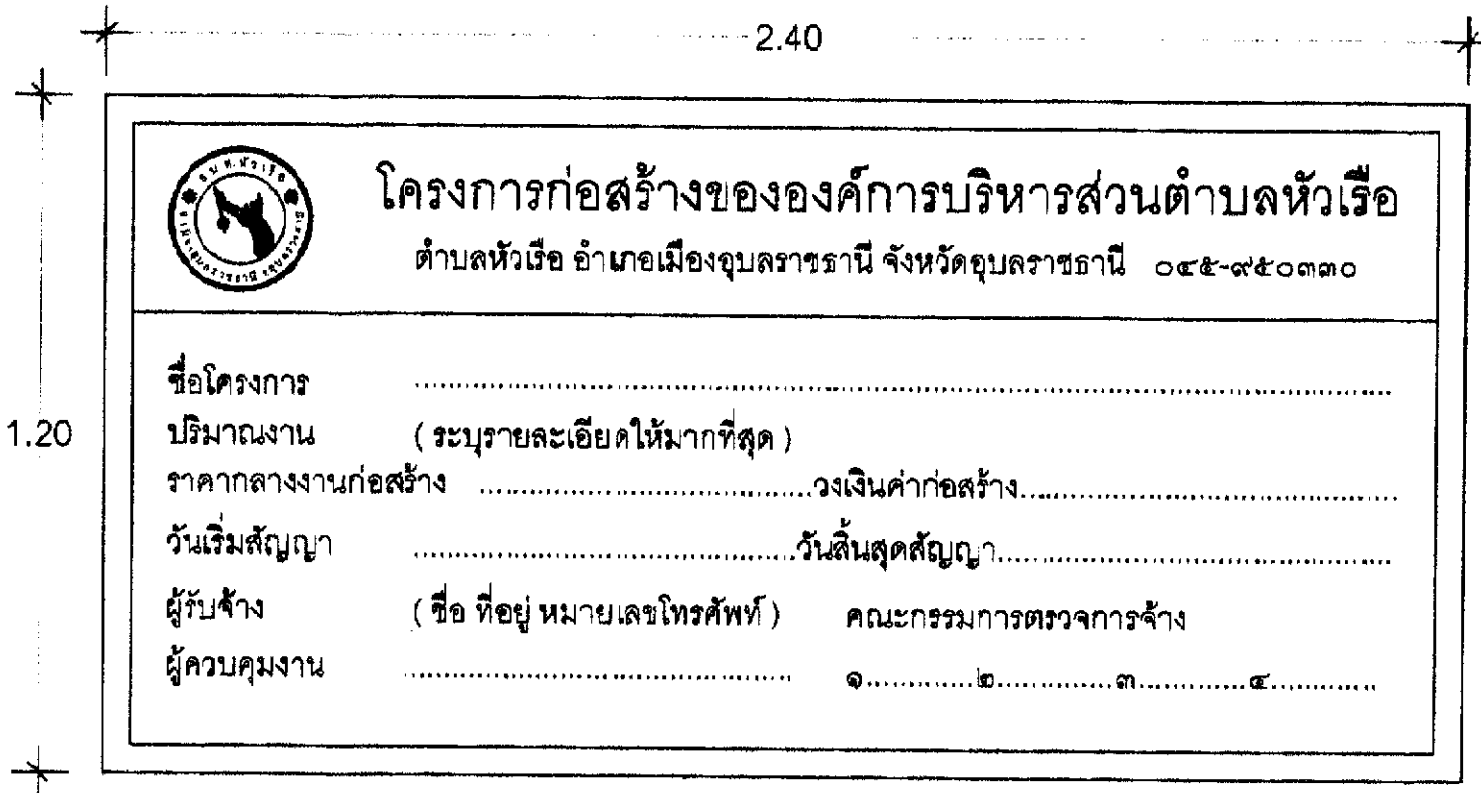 2.40
1.20
อ.บ.ต.หัวเรือ
โครงการก่อสร้างขององค์การบริหารส่วนตำบลหัวเรือ
ตำบลหัวเรือ อำเภอเมืองอุบลราชธานี จังหวัดอุบลราชธานี ๐๔๕-๙๕๐๓๓๐
ชื่อโครงการ ........................................
ปริมาณงาน ( ระบุรายละเอียดให้มากที่สุด )
ราคากลางงานก่อสร้าง ....................วงเงินค่าก่อสร้าง....................
วันเริ่มสัญญา ....................วันสิ้นสุดสัญญา....................
ผู้รับจ้าง ( ชื่อ ที่อยู่ หมายเลขโทรศัพท์ ) คณะกรรมการตรวจการจ้าง
ผู้ควบคุมงาน .................... ๑............๒............๓............๔............